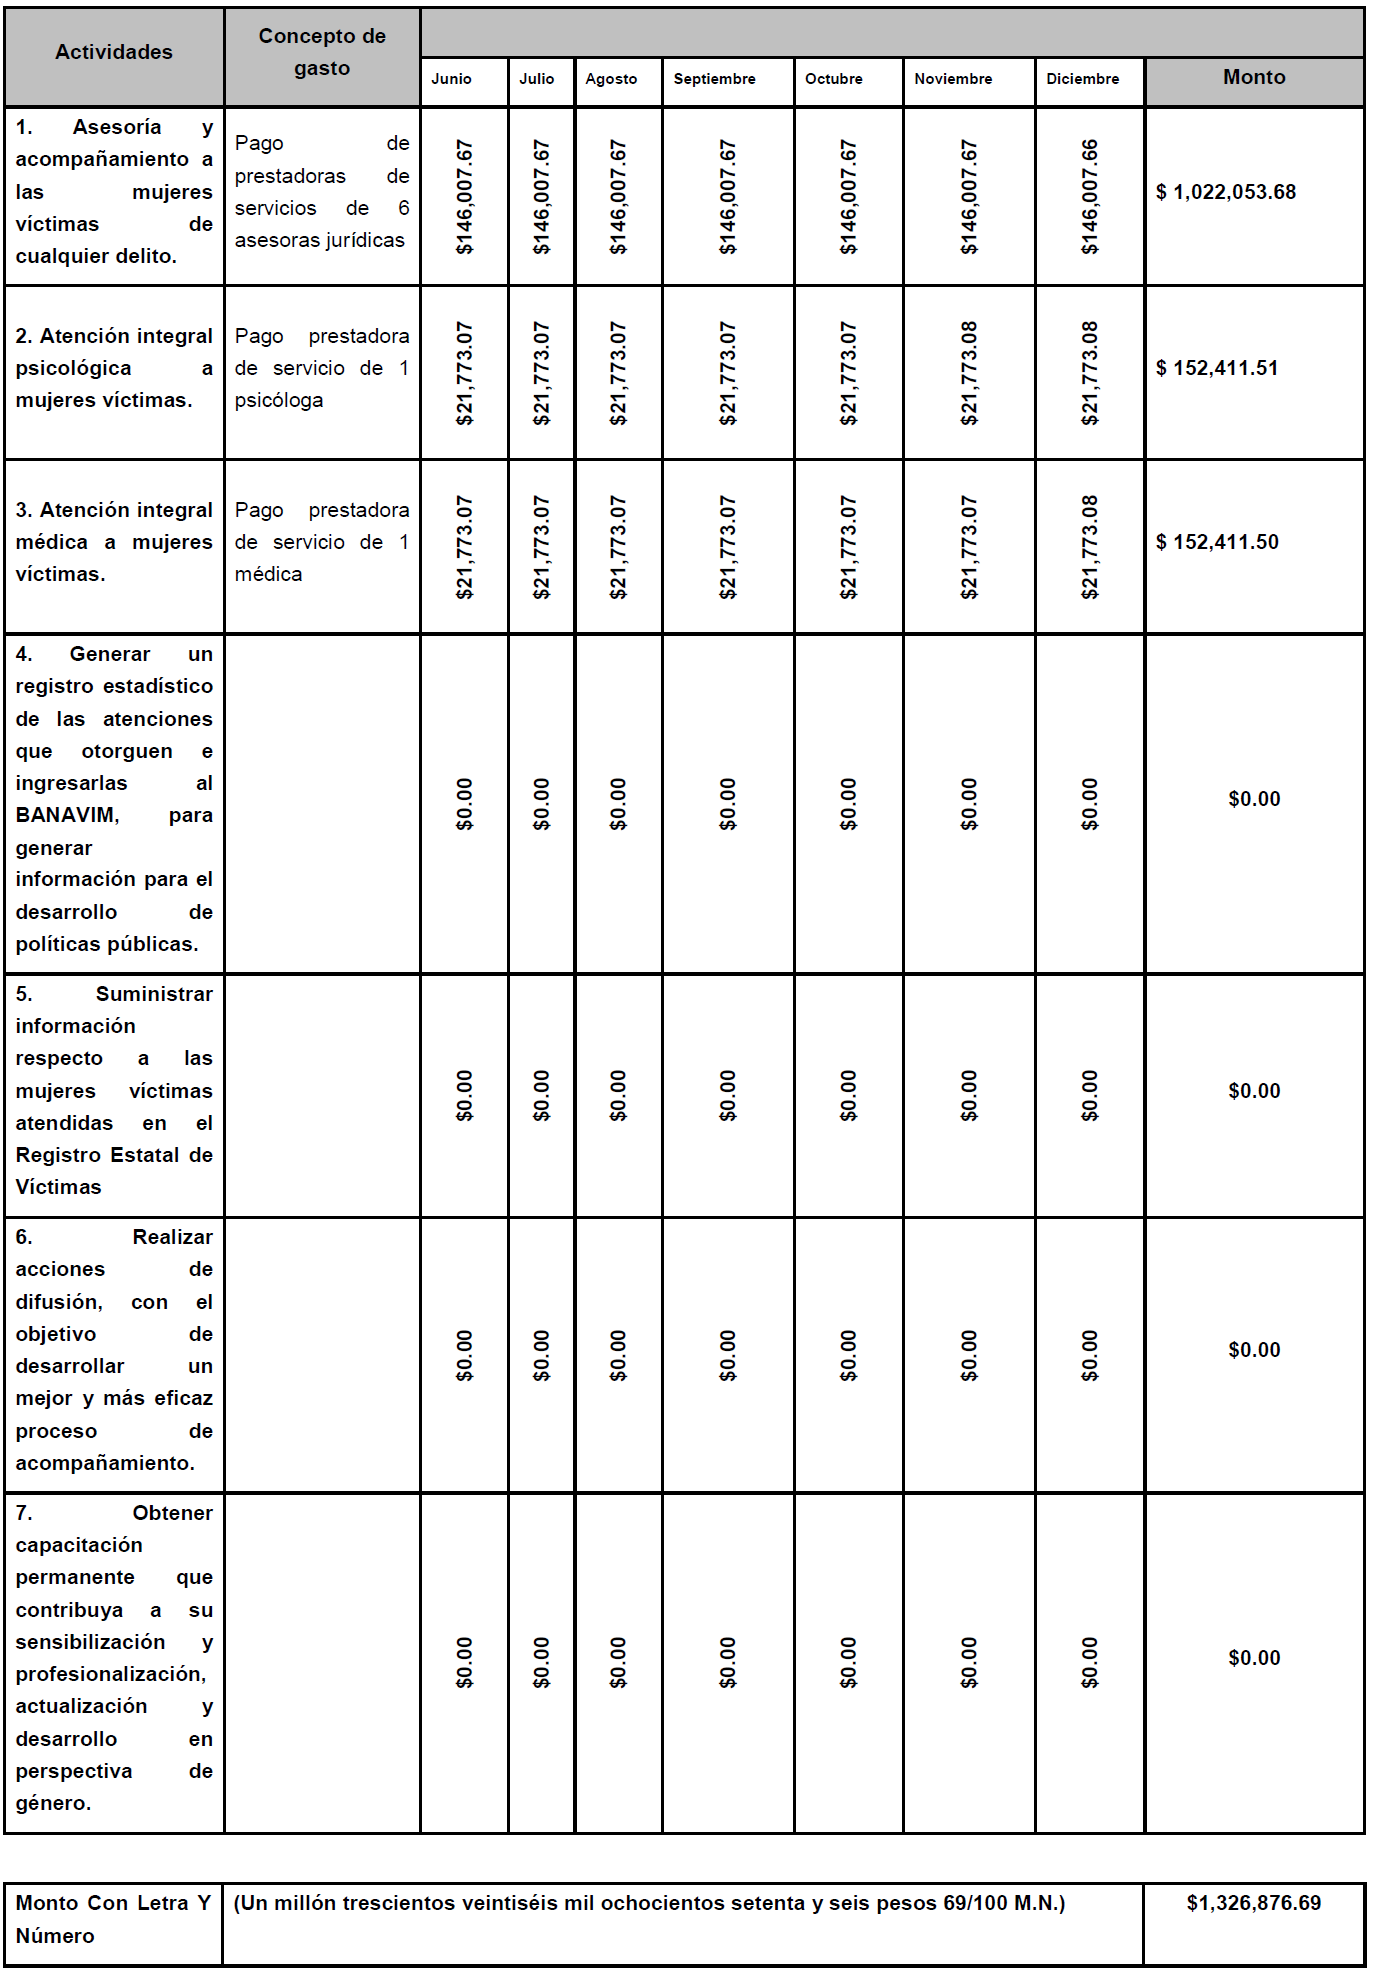 Actividades
Concepto de
gasto
Junio
Julio
Agosto
Septiembre
Octubre
Noviembre
Diciembre
Monto
1. Asesoría y
acompañamiento a
las mujeres
víctimas de
cualquier delito.
Pago de
prestadoras de
servicios de 6
asesoras jurídicas
$146,007.67
$146,007.67
$146,007.67
$146,007.67
$146,007.67
$146,007.67
$146,007.66
$ 1,022,053.68
2. Atención integral
psicológica a
mujeres víctimas.
Pago prestadora
de servicio de 1
psicóloga
$21,773.07
$21,773.07
$21,773.07
$21,773.07
$21,773.07
$21,773.08
$21,773.08
$ 152,411.51
3. Atención integral
médica a mujeres
víctimas.
Pago prestadora
de servicio de 1
médica
$21,773.07
$21,773.07
$21,773.07
$21,773.07
$21,773.07
$21,773.07
$21,773.08
$ 152,411.50
4. Generar un
registro estadístico
de las atenciones
que otorguen e
ingresarlas al
BANAVIM, para
generar
información para el
desarrollo de
políticas públicas.
$0.00
$0.00
$0.00
$0.00
$0.00
$0.00
$0.00
$0.00
5. Suministrar
información
respecto a las
mujeres víctimas
atendidas en el
Registro Estatal de
Víctimas
$0.00
$0.00
$0.00
$0.00
$0.00
$0.00
$0.00
$0.00
6. Realizar
acciones de
difusión, con el
objetivo de
desarrollar un
mejor y más eficaz
proceso de
acompañamiento.
$0.00
$0.00
$0.00
$0.00
$0.00
$0.00
$0.00
$0.00
7. Obtener
capacitación
permanente que
contribuya a su
sensibilización y
profesionalización,
actualización y
desarrollo en
perspectiva de
género.
$0.00
$0.00
$0.00
$0.00
$0.00
$0.00
$0.00
$0.00
Monto Con Letra Y
Número
(Un millón trescientos veintiséis mil ochocientos setenta y seis pesos 69/100 M.N.)
$1,326,876.69